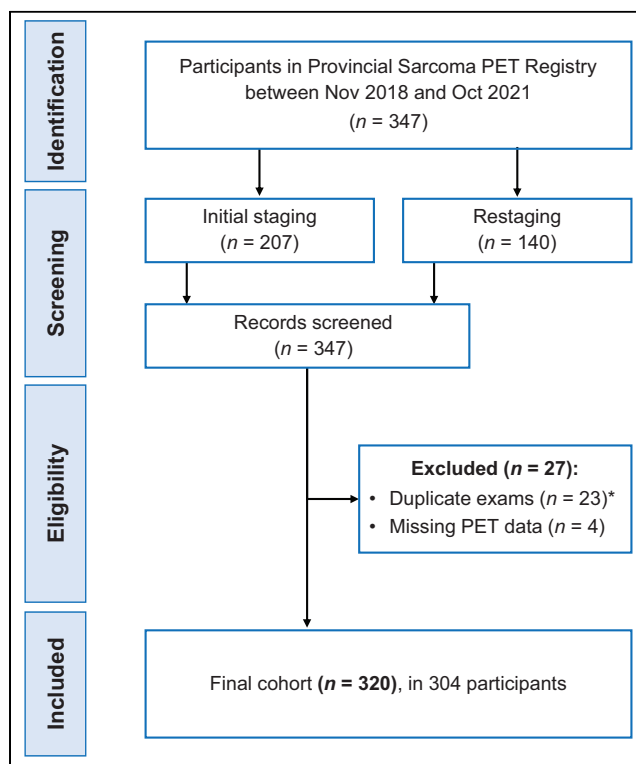 Identification
Participants in Provincial Sarcoma PET Registry
between Nov 2018 and Oct 2021
(n = 347)
Screening
Initial staging
(n = 207)
Restaging
(n = 140)
Records screened
(n = 347)
Eligibility
Excluded (n = 27):
• Duplicate exams (n = 23)*
• Missing PET data (n = 4)
Included
Final cohort (n = 320), in 304 participants